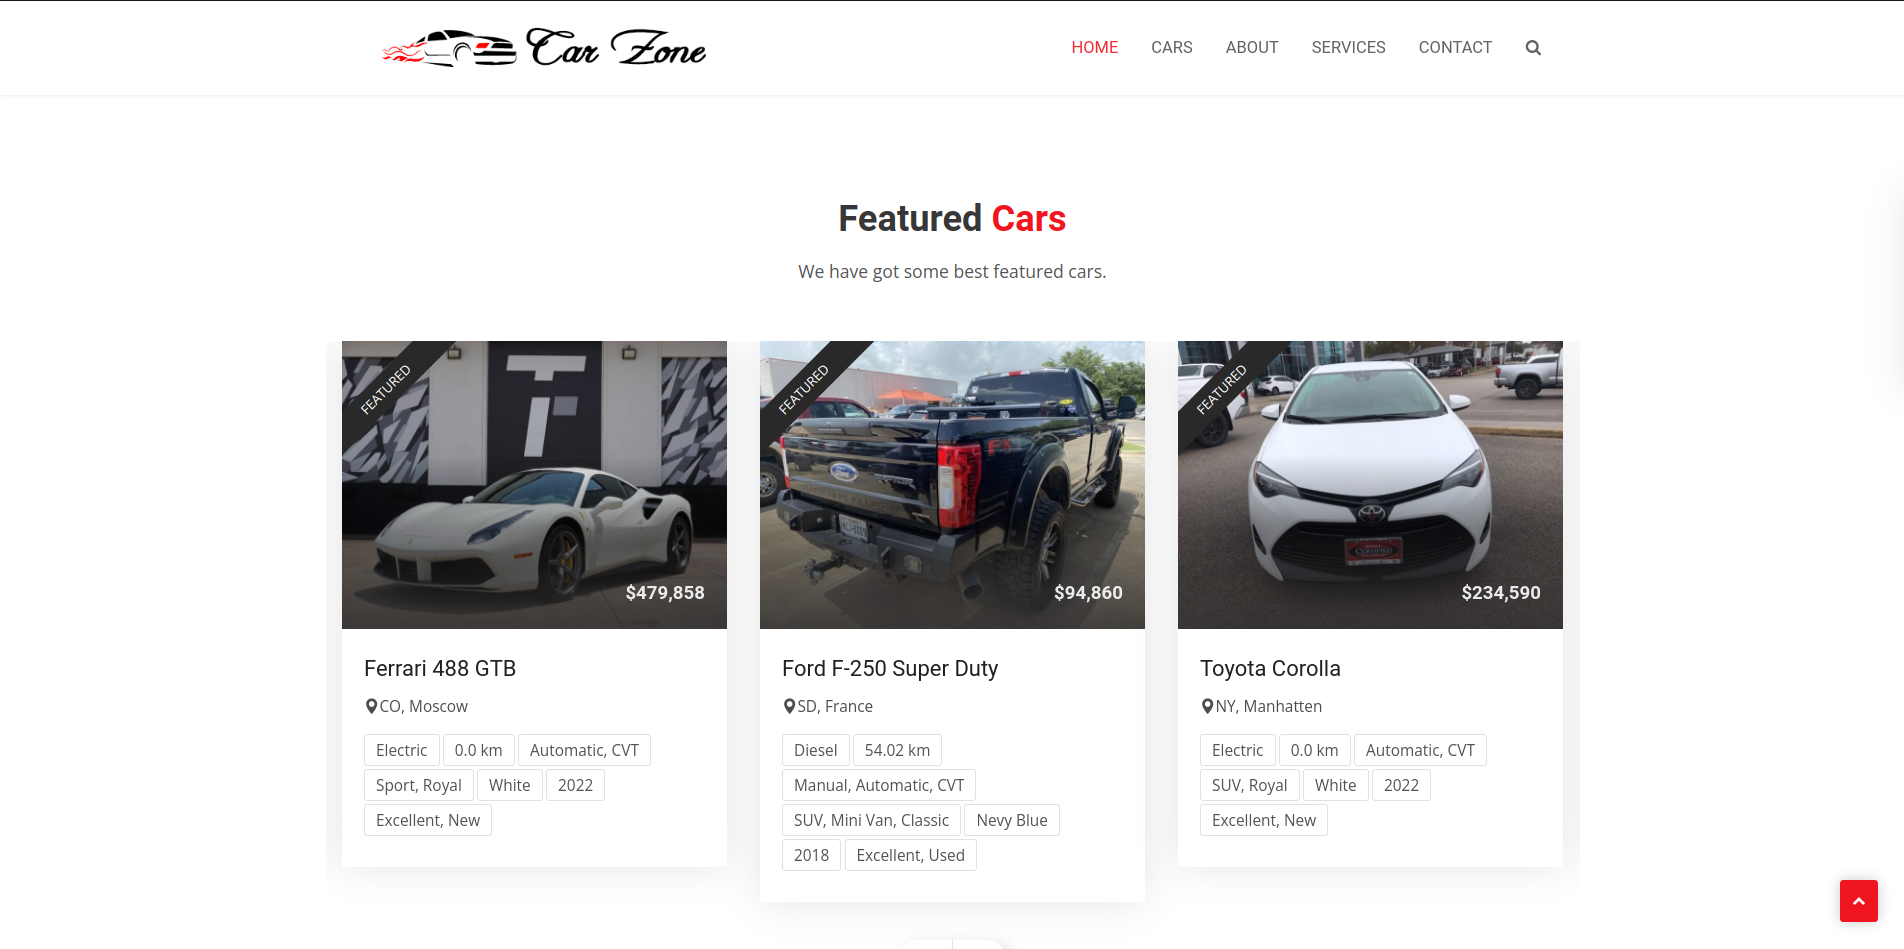 Car Zone
HOME CARS ABOUT SERVICES CONTACT
Featured Cars
We have got some best featured cars.
FEATURED
$479,858
Ferrari 488 GTB
CO, Moscow
Electric 0.0 km Automatic, CVT
Sport, Royal White 2022
Excellent, New
FEATURED
$94,860
Ford F-250 Super Duty
SD, France
Diesel 54.02 km
Manual, Automatic, CVT
SUV, Mini Van, Classic Nevy Blue
2018 Excellent, Used
FEATURED
$234,590
Toyota Corolla
NY, Manhatten
Electric 0.0 km Automatic, CVT
SUV, Royal White 2022
Excellent, New